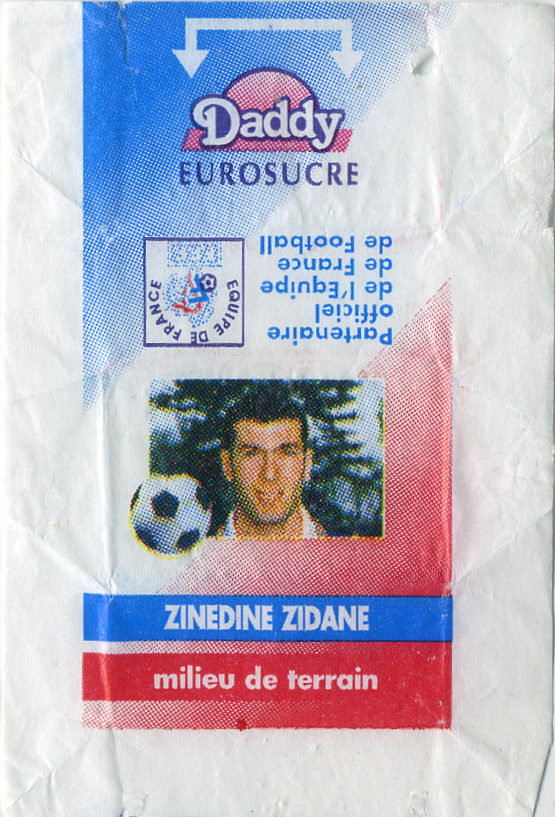 Daddy
EUROSUCRE
Partenaire
officiel
de l'Equipe
de France
de Football
EQUIPE DE FRANCE
ZINEDINE ZIDANE
milieu de terrain